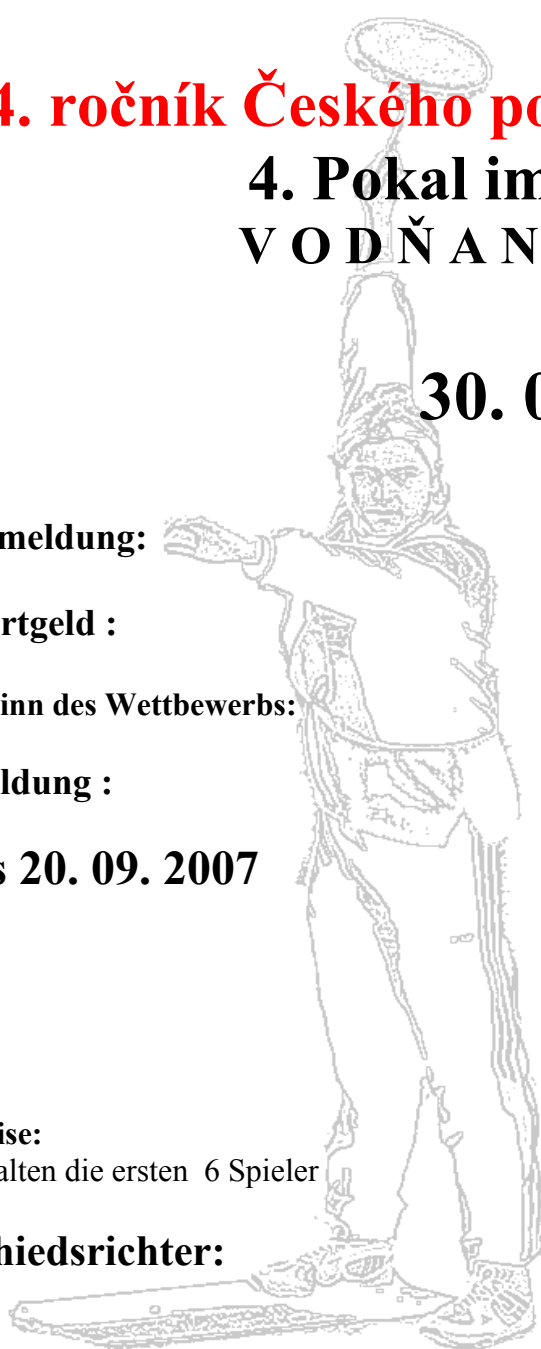 4. ročník Českého po
4. Pokal im
V O D Ň A N
30. 0
meldung:
rtgeld :
inn des Wettbewerbs:
ldung :
s 20. 09. 2007
ise:
alten die ersten 6 Spieler
hiedsrichter: